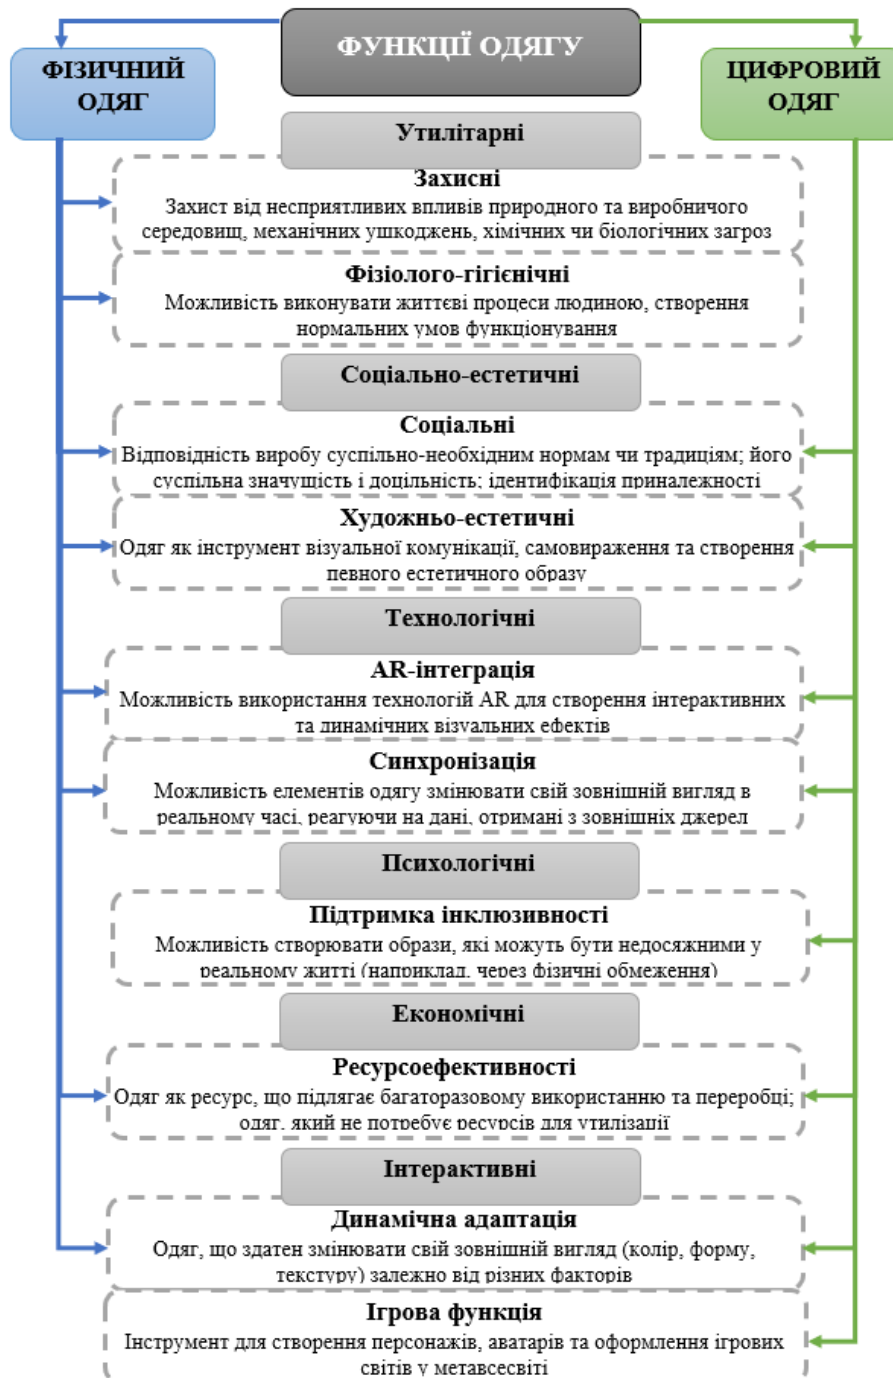 ФУНКЦІЇ ОДЯГУ
ФІЗИЧНИЙ
ОДЯГ
ЦИФРОВИЙ
ОДЯГ
Утилітарні
Захисні
Захист від несприятливих впливів природного та виробничого
середовищ, механічних ушкоджень, хімічних чи біологічних загроз
Фізіолого-гігієнічні
Можливість виконувати життєві процеси людиною, створення
нормальних умов функціонування
Соціально-естетичні
Соціальні
Відповідність виробу суспільно-необхідним нормам чи традиціям; його
суспільна значущість і доцільність; ідентифікація приналежності
Художньо-естетичні
Одяг як інструмент візуальної комунікації, самовираження та створення
певного естетичного образу
Технологічні
AR-інтеграція
Можливість використання технологій AR для створення інтерактивних
та динамічних візуальних ефектів
Синхронізація
Можливість елементів одягу змінювати свій зовнішній вигляд в
реальному часі, реагуючи на дані, отримані з зовнішніх джерел
Психологічні
Підтримка інклюзивності
Можливість створювати образи, які можуть бути недосяжними у
реальному житті (наприклад, через фізичні обмеження)
Економічні
Ресурсоефективності
Одяг як ресурс, що підлягає багаторазовому використанню та переробці;
одяг, який не потребує ресурсів для утилізації
Інтерактивні
Динамічна адаптація
Одяг, що здатен змінювати свій зовнішній вигляд (колір, форму,
текстуру) залежно від різних факторів
Ігрова функція
Інструмент для створення персонажів, аватарів та оформлення ігрових
світів у метавсесвіті